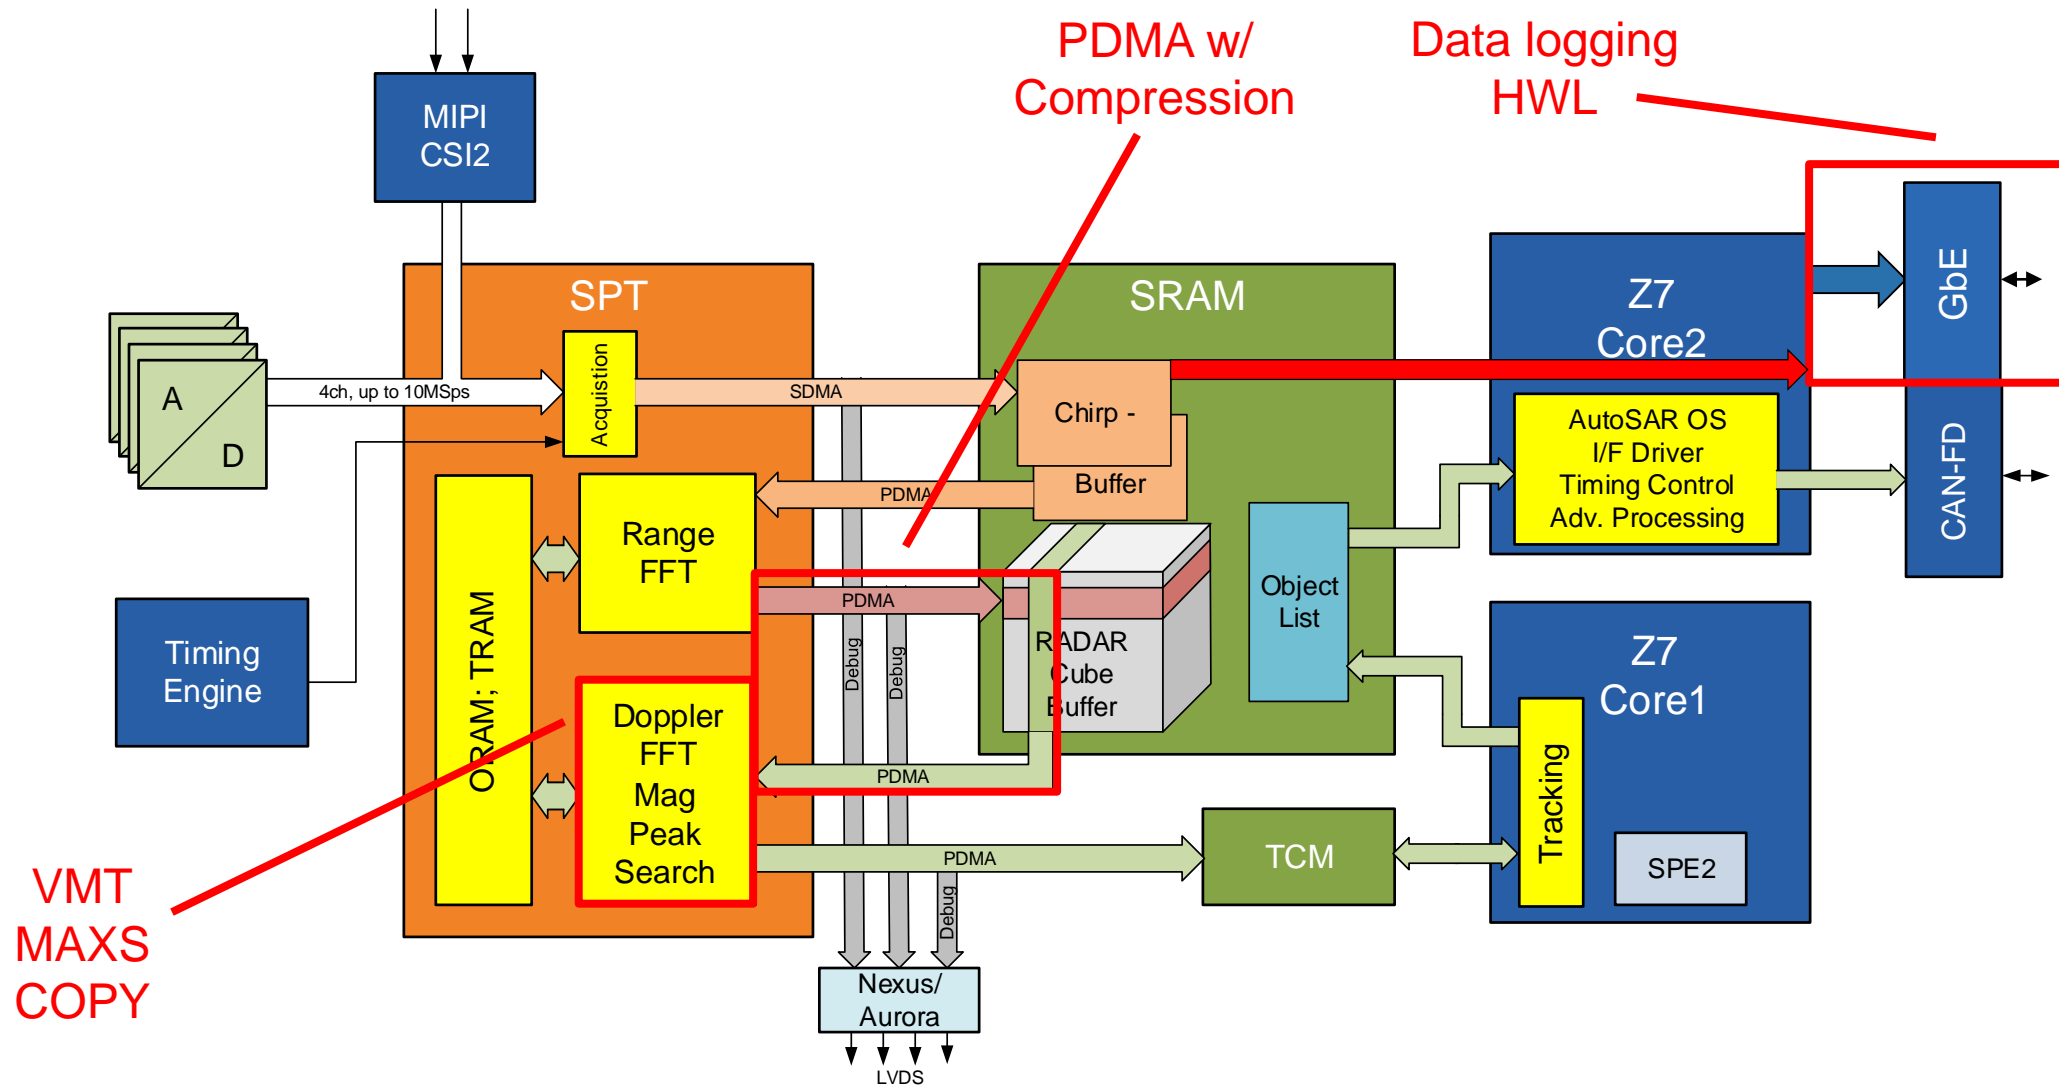 PDMA w/
Compression
Data logging
HWL
MIPI
CSI2
SPT
SRAM
Z7
Core2
GbE
A
D
4ch, up to 10MSps
Acquistion
SDMA
Chirp -
Buffer
PDMA
AutoSAR OS
I/F Driver
Timing Control
Adv. Processing
CAN-FD
Range
FFT
ORAM; TRAM
PDMA
Debug
Debug
RADAR
Cube
Buffer
Object
List
Timing
Engine
Z7
Core1
Doppler
FFT
Mag
Peak
Search
PDMA
PDMA
Debug
TCM
Tracking
SPE2
VMT
MAXS
COPY
Nexus/
Aurora
LVDS